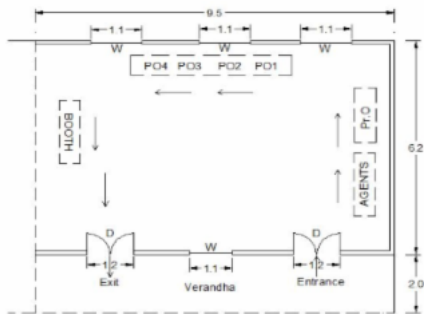 9.5
1.1 1.1 1.1
W W W
PO4 PO3 PO2 PO1
BOOTH
Pr.O
AGENTS
6.2
D W D
1.2 1.1 1.2
Exit Verandha Entrance
2.0